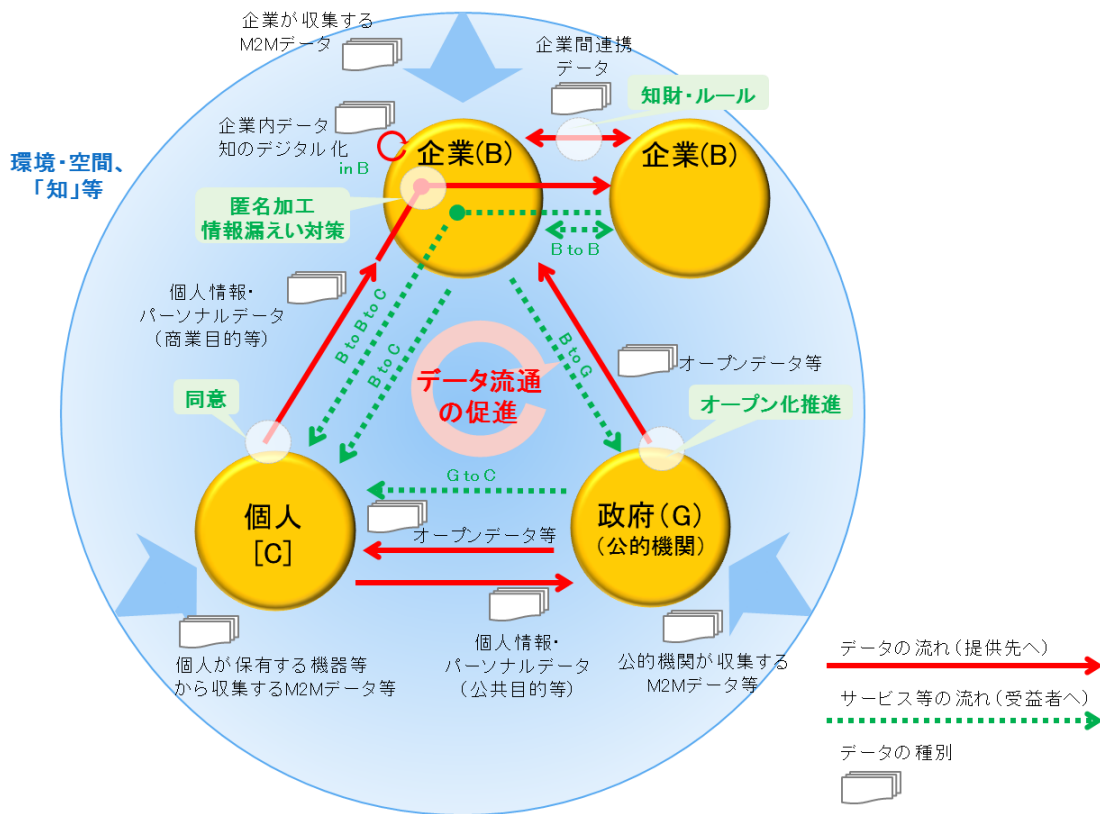 企業が収集する
M2Mデータ
企業間連携
データ
知財・ルール
企業内データ
知のデジタル化
in B
企業(B)
企業(B)
環境・空間、
「知」等
匿名加工
情報漏えい対策
B to B
個人情報・
パーソナルデータ
(商業目的等)
B to B to C
B to C
B to G
データ流通
の促進
オープンデータ等
同意
オープン化推進
G to C
個人
[C]
政府(G)
(公的機関)
オープンデータ等
個人情報・
パーソナルデータ
(公共目的等)
個人が保有する機器等
から収集するM2Mデータ等
公的機関が収集する
M2Mデータ等
データの流れ(提供先へ)
サービス等の流れ(受益者へ)
データの種別